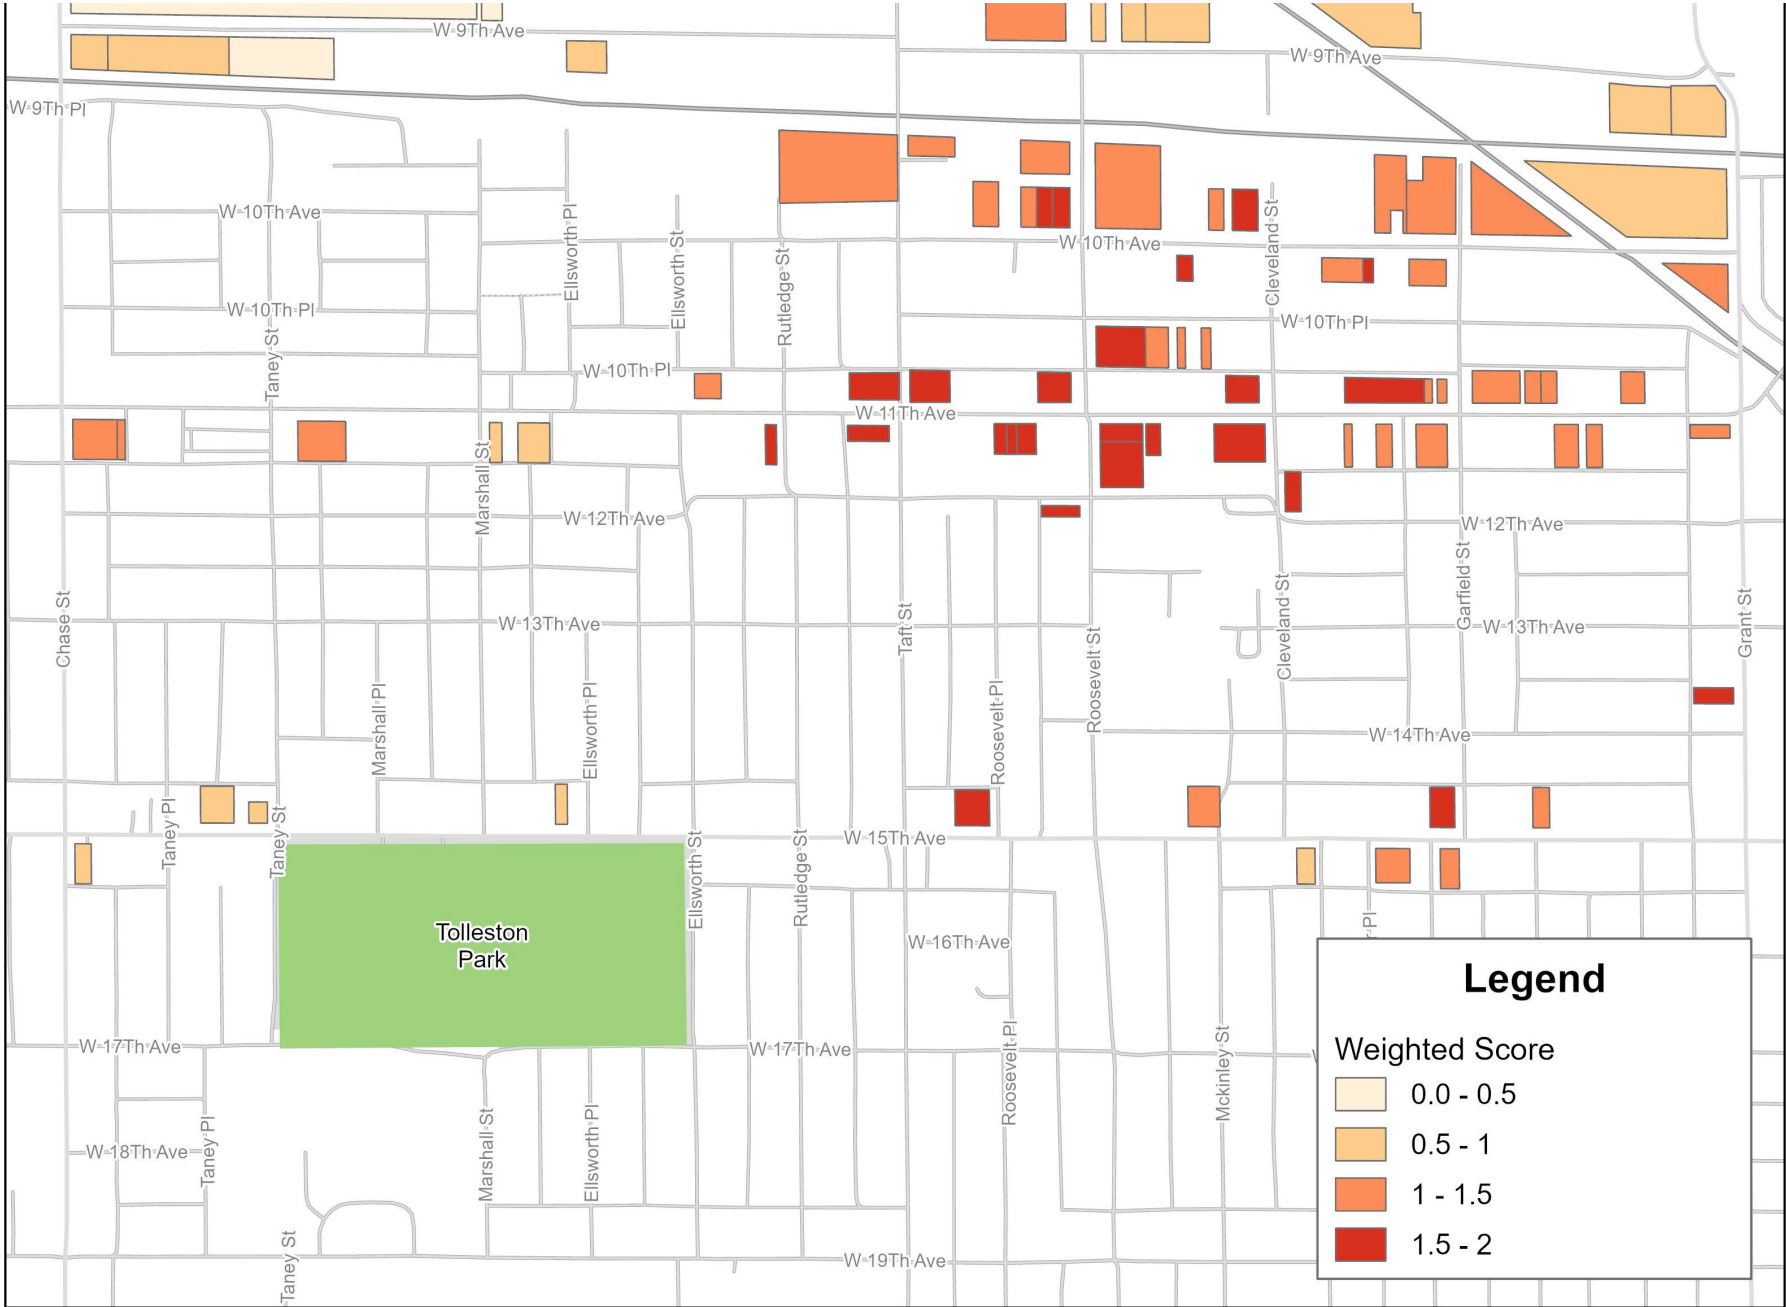 W 9Th Ave
W 9Th Ave
W 9Th Pl
W 10Th Ave
Ellsworth Pl
Ellsworth St
Rutledge St
W 10Th Ave
Cleveland St
W 10Th Pl
W 10Th Pl
Taney St
W 10Th Pl
W 11Th Ave
Marshall St
W 12Th Ave
W 12Th Ave
Chase St
W 13Th Ave
Taft St
Roosevelt St
Cleveland St
Garfield St
W 13Th Ave
Grant St
Marshall Pl
Ellsworth Pl
Roosevelt Pl
W 14Th Ave
Taney Pl
Taney St
W 15Th Ave
Ellsworth St
Rutledge St
Tolleston
Park
W 16Th Ave
r Pl
W 17Th Ave
W 17Th Ave
Roosevelt Pl
Mckinley St
W 18Th Ave
Taney Pl
Marshall St
Ellsworth Pl
Taney St
W 19Th Ave
Legend
Weighted Score
0.0 - 0.5
0.5 - 1
1 - 1.5
1.5 - 2